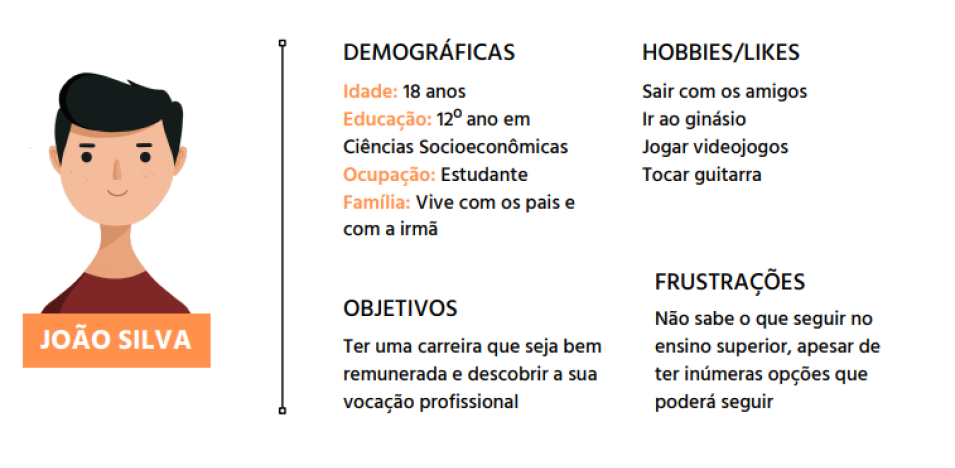 JOÃO SILVA
DEMOGRÁFICAS
Idade: 18 anos
Educação: 12º ano em
Ciências Socioeconômicas
Ocupação: Estudante
Família: Vive com os pais e
com a irmã
OBJETIVOS
Ter uma carreira que seja bem
remunerada e descobrir a sua
vocação profissional
HOBBIES/LIKES
Sair com os amigos
Ir ao ginásio
Jogar videojogos
Tocar guitarra
FRUSTRAÇÕES
Não sabe o que seguir no
ensino superior, apesar de
ter inúmeras opções que
poderá seguir